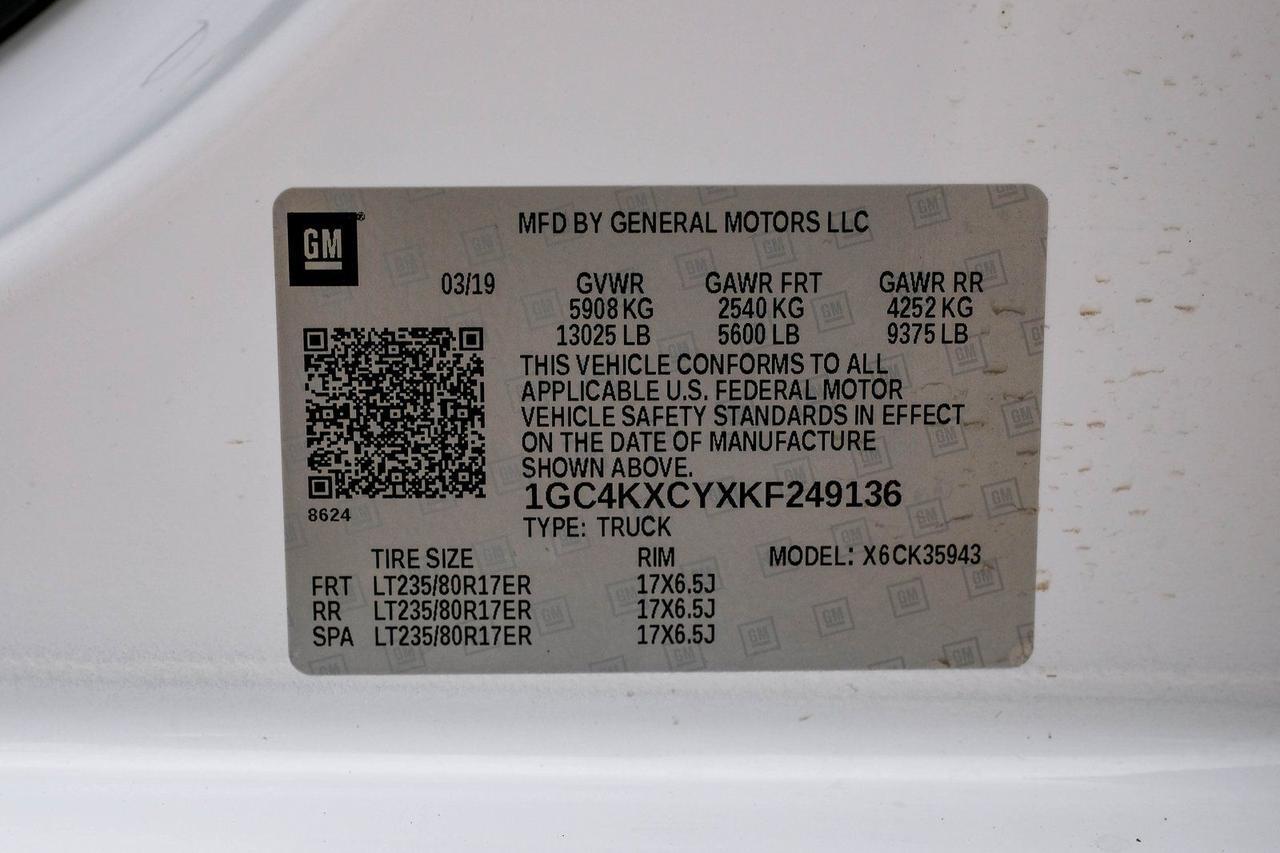 GM®
MFD BY GENERAL MOTORS LLC
03/19 GVWR GAWR FRT GAWR RR
5908 KG 2540 KG 4252 KG
13025 LB 5600 LB 9375 LB
THIS VEHICLE CONFORMS TO ALL
APPLICABLE U.S. FEDERAL MOTOR
VEHICLE SAFETY STANDARDS IN EFFECT
ON THE DATE OF MANUFACTURE
SHOWN ABOVE.
1GC4KXCYXKF249136
8624
TYPE: TRUCK
TIRE SIZE RIM MODEL: X6CK35943
FRT LT235/80R17ER 17X6.5J
RR LT235/80R17ER 17X6.5J
SPA LT235/80R17ER 17X6.5J